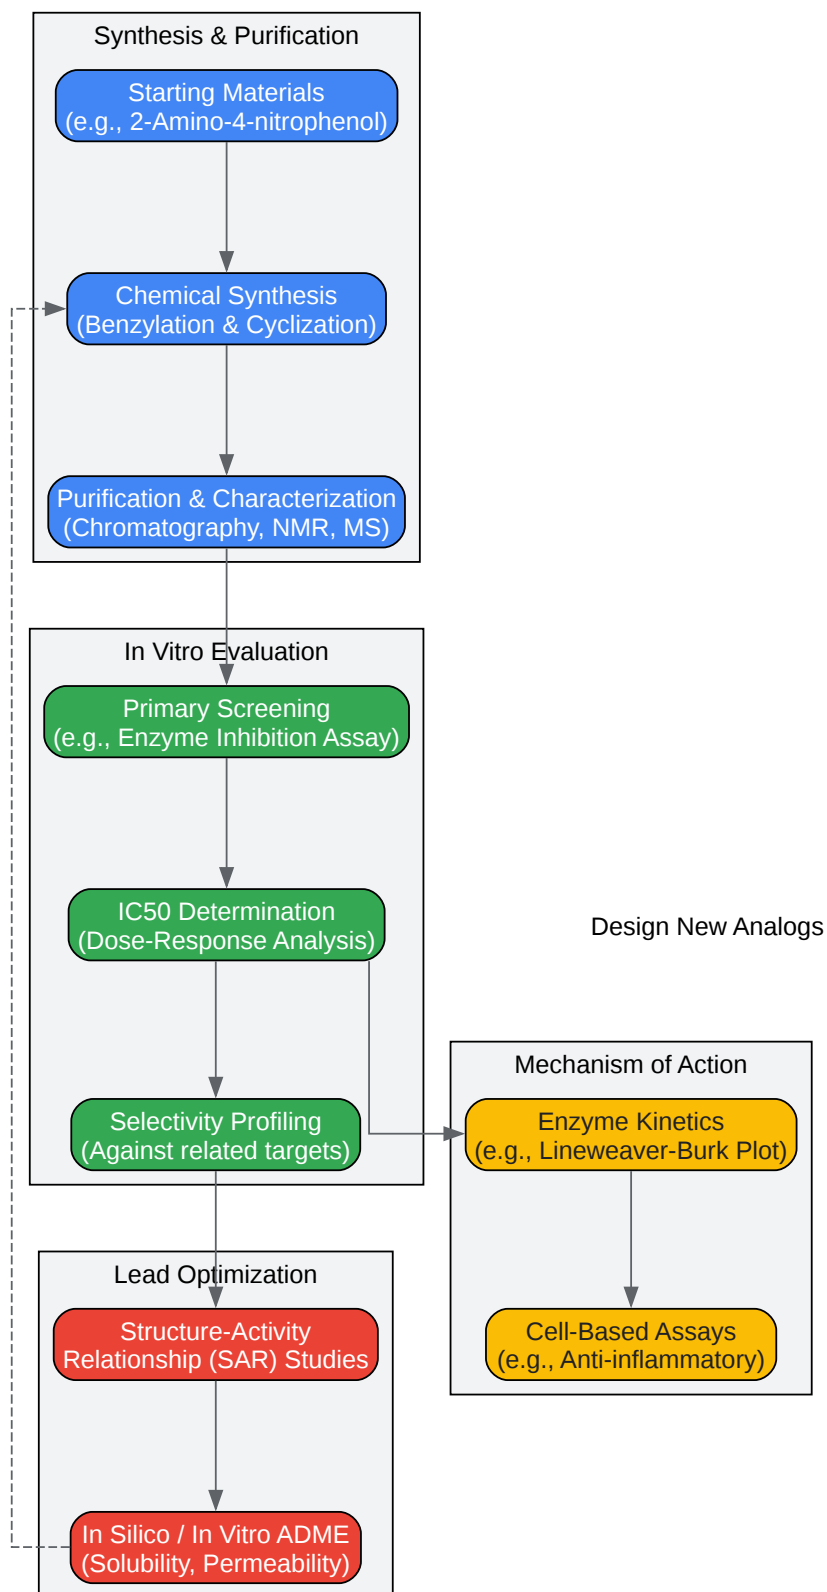 Synthesis & Purification
Starting Materials
(e.g., 2-Amino-4-nitrophenol)
Chemical Synthesis
(Benzylation & Cyclization)
Purification & Characterization
(Chromatography, NMR, MS)
In Vitro Evaluation
Primary Screening
(e.g., Enzyme Inhibition Assay)
IC50 Determination
(Dose-Response Analysis)
Design New Analogs
Selectivity Profiling
(Against related targets)
Mechanism of Action
Enzyme Kinetics
(e.g., Lineweaver-Burk Plot)
Cell-Based Assays
(e.g., Anti-inflammatory)
Lead Optimization
Structure-Activity
Relationship (SAR) Studies
In Silico / In Vitro ADME
(Solubility, Permeability)